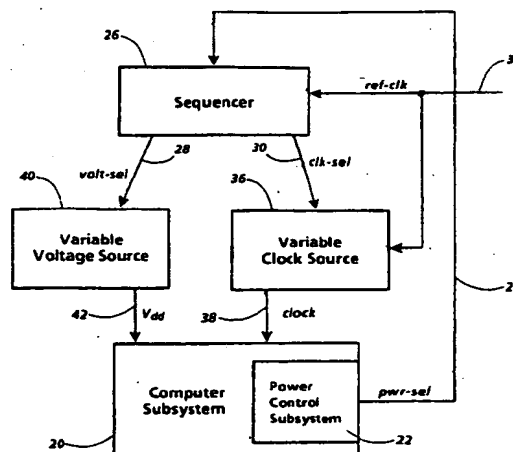 26
Sequencer
ref-clk
3
28
30
volt-sel
clk-sel
40
36
Variable
Voltage Source
Variable
Clock Source
2
42
Vdd
38
clock
Computer
Subsystem
Power
Control
Subsystem
pwr-sel
20
22